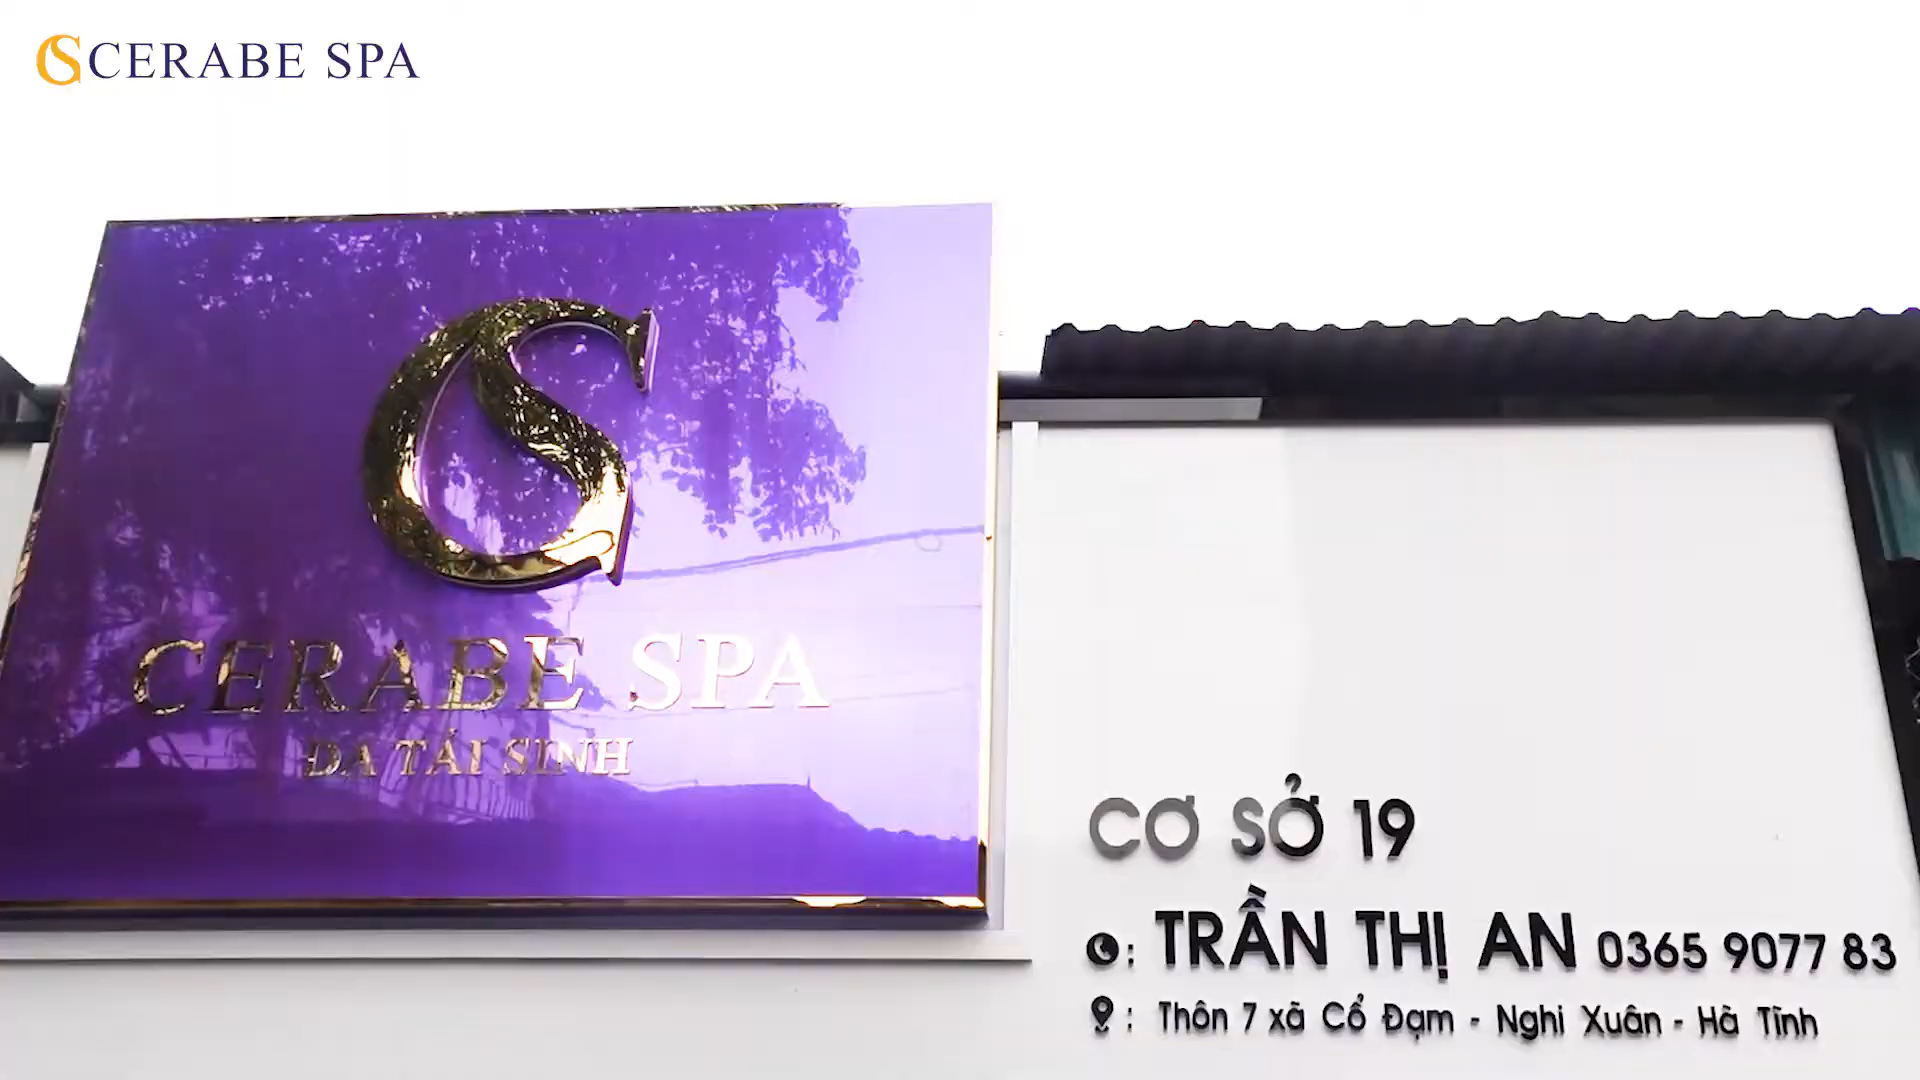 CERABE SPA
CERABE SPA
DA TÁI SINH
CƠ SỞ 19
: TRẦN THỊ AN 0365 9077 83
: Thôn 7 xã Cổ Đạm - Nghi Xuân - Hà Tĩnh